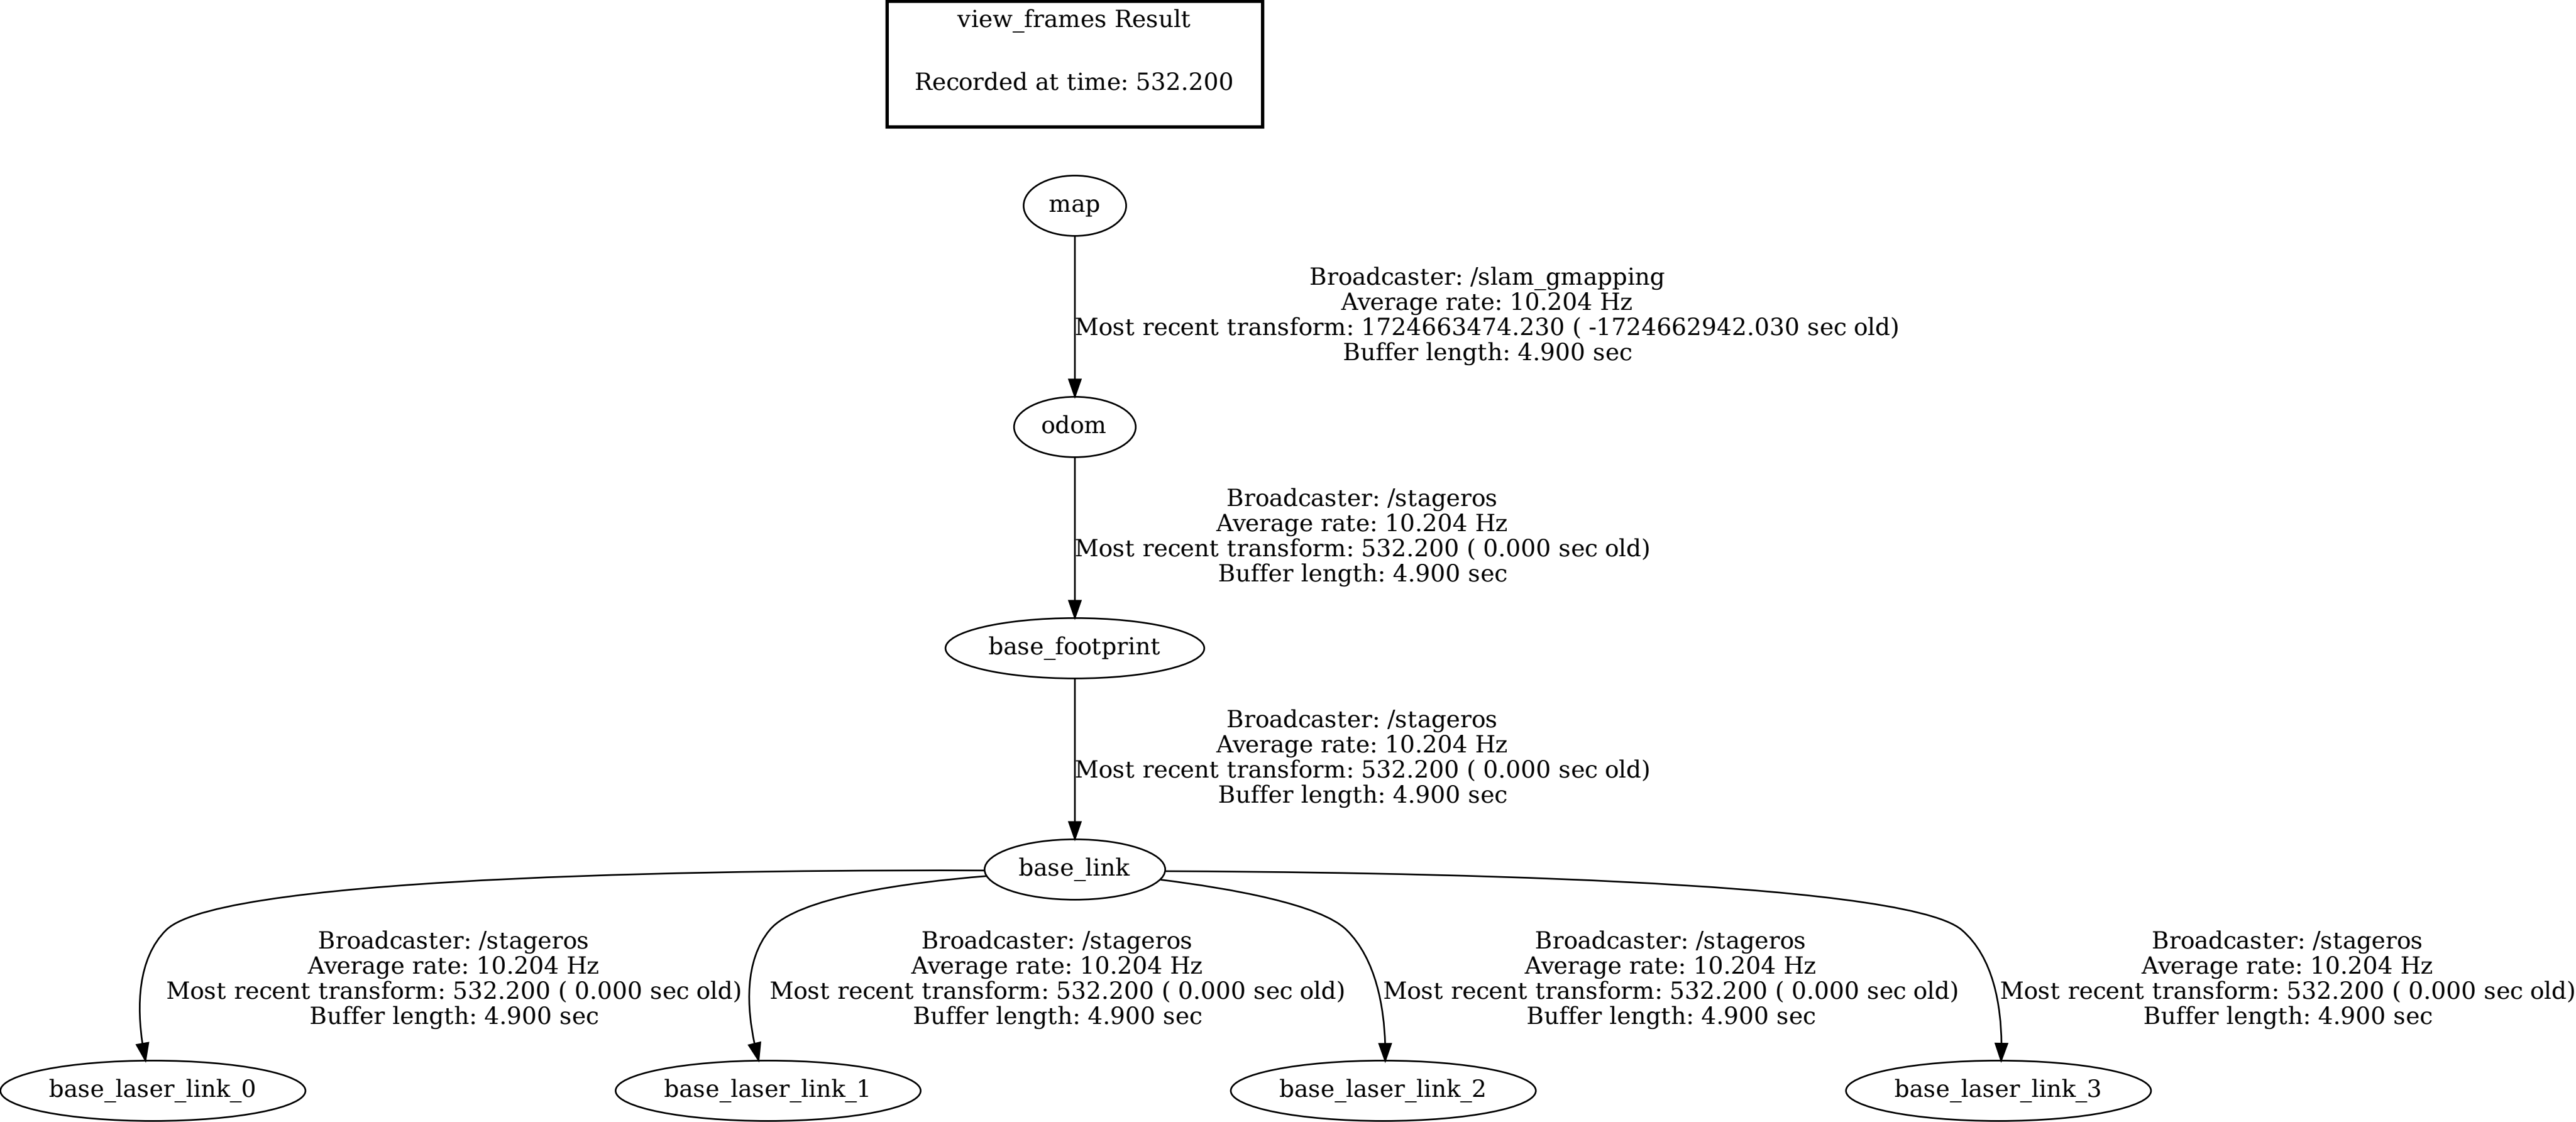 view_frames Result
Recorded at time: 532.200
map
Broadcaster: /slam_gmapping
Average rate: 10.204 Hz
Most recent transform: 1724663474.230 ( -1724662942.030 sec old)
Buffer length: 4.900 sec
odom
Broadcaster: /stageros
Average rate: 10.204 Hz
Most recent transform: 532.200 ( 0.000 sec old)
Buffer length: 4.900 sec
base_footprint
Broadcaster: /stageros
Average rate: 10.204 Hz
Most recent transform: 532.200 ( 0.000 sec old)
Buffer length: 4.900 sec
base_link
Broadcaster: /stageros
Average rate: 10.204 Hz
Most recent transform: 532.200 ( 0.000 sec old)
Buffer length: 4.900 sec
Broadcaster: /stageros
Average rate: 10.204 Hz
Most recent transform: 532.200 ( 0.000 sec old)
Buffer length: 4.900 sec
Broadcaster: /stageros
Average rate: 10.204 Hz
Most recent transform: 532.200 ( 0.000 sec old)
Buffer length: 4.900 sec
Broadcaster: /stageros
Average rate: 10.204 Hz
Most recent transform: 532.200 ( 0.000 sec old)
Buffer length: 4.900 sec
base_laser_link_0
base_laser_link_1
base_laser_link_2
base_laser_link_3